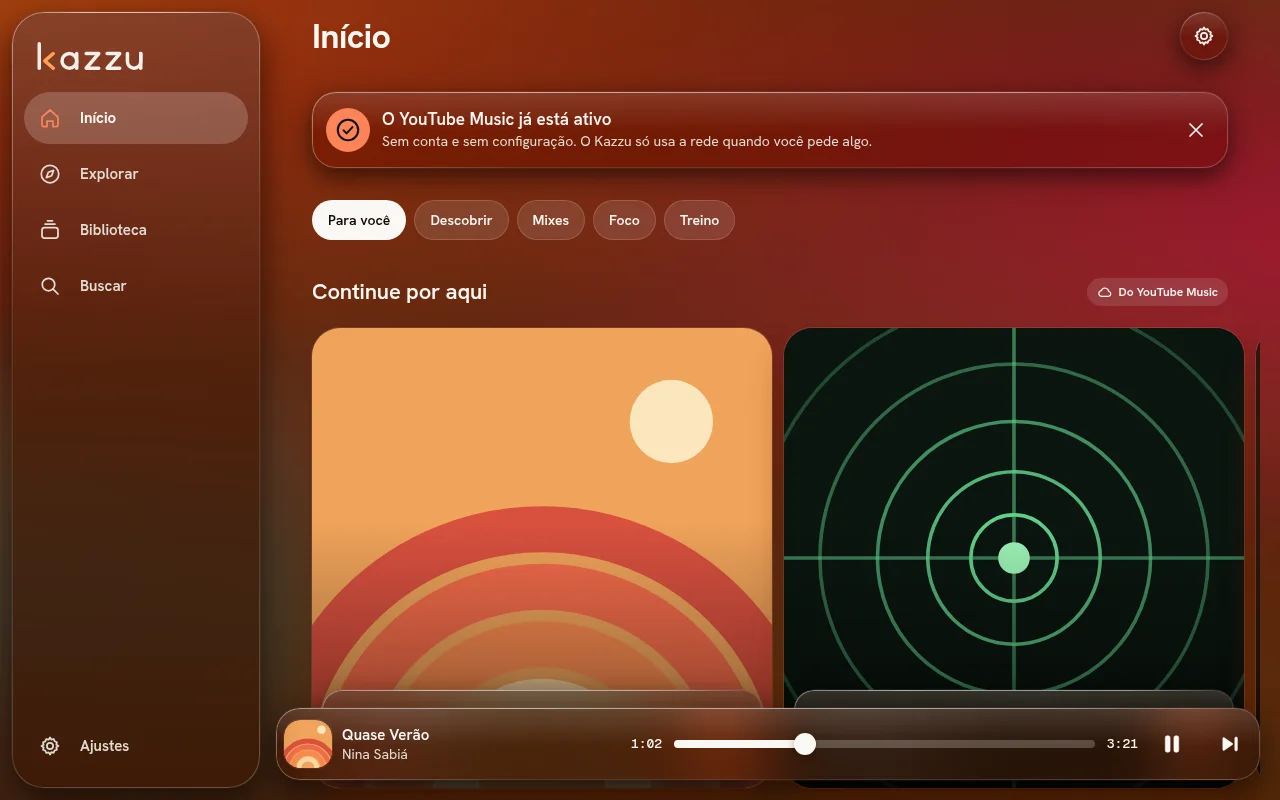 kazzu
Início
Explorar
Biblioteca
Buscar
Ajustes
Início
O YouTube Music já está ativo
Sem conta e sem configuração. O Kazzu só usa a rede quando você pede algo.
Para você
Descobrir
Mixes
Foco
Treino
Continue por aqui
Do YouTube Music
Quase Verão
Nina Sabiá
1:02
3:21